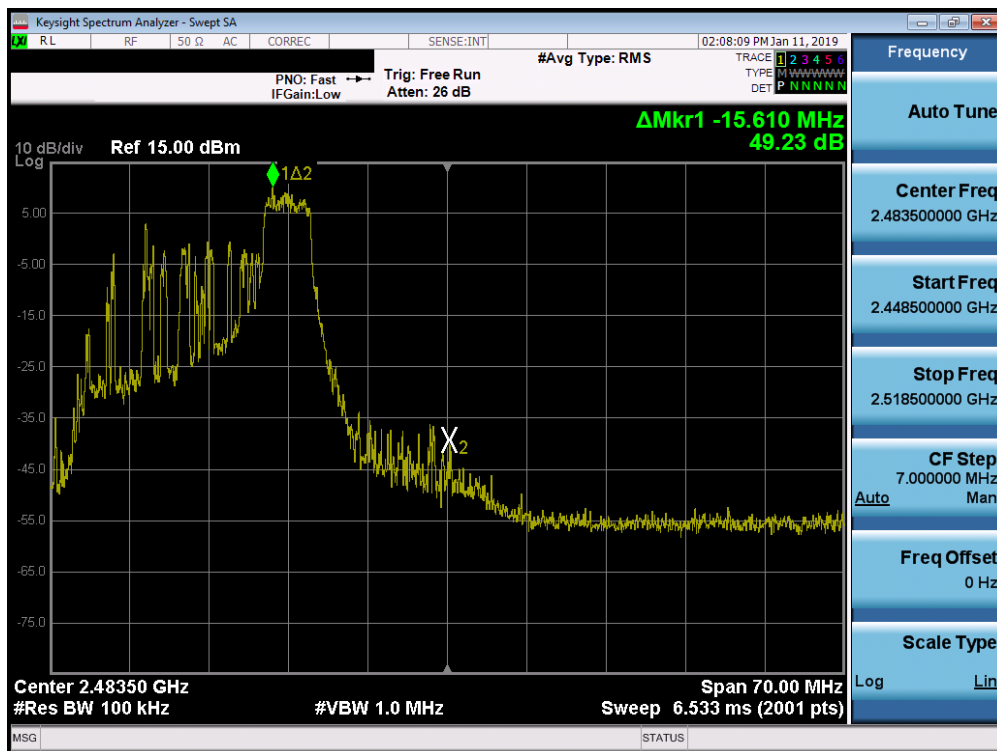 Keysight Spectrum Analyzer - Swept SA
LXI RL RF 50 Ω AC CORREC SENSE:INT 02:08:09 PM Jan 11, 2019
PNO: Fast
IFGain:Low
Trig: Free Run
Atten: 26 dB
#Avg Type: RMS
TRACE 1 2 3 4 5 6
TYPE M W W W W W
DET P N N N N N
ΔMkr1 -15.610 MHz
49.23 dB
10 dB/div Ref 15.00 dBm
Log
1Δ2
5.00
-5.00
-15.0
-25.0
-35.0
X2
-45.0
-55.0
-65.0
-75.0
Center 2.48350 GHz Span 70.00 MHz
#Res BW 100 kHz #VBW 1.0 MHz Sweep 6.533 ms (2001 pts)
MSG STATUS
Frequency
Auto Tune
Center Freq
2.483500000 GHz
Start Freq
2.448500000 GHz
Stop Freq
2.518500000 GHz
CF Step
7.000000 MHz
Auto Man
Freq Offset
0 Hz
Scale Type
Log Lin